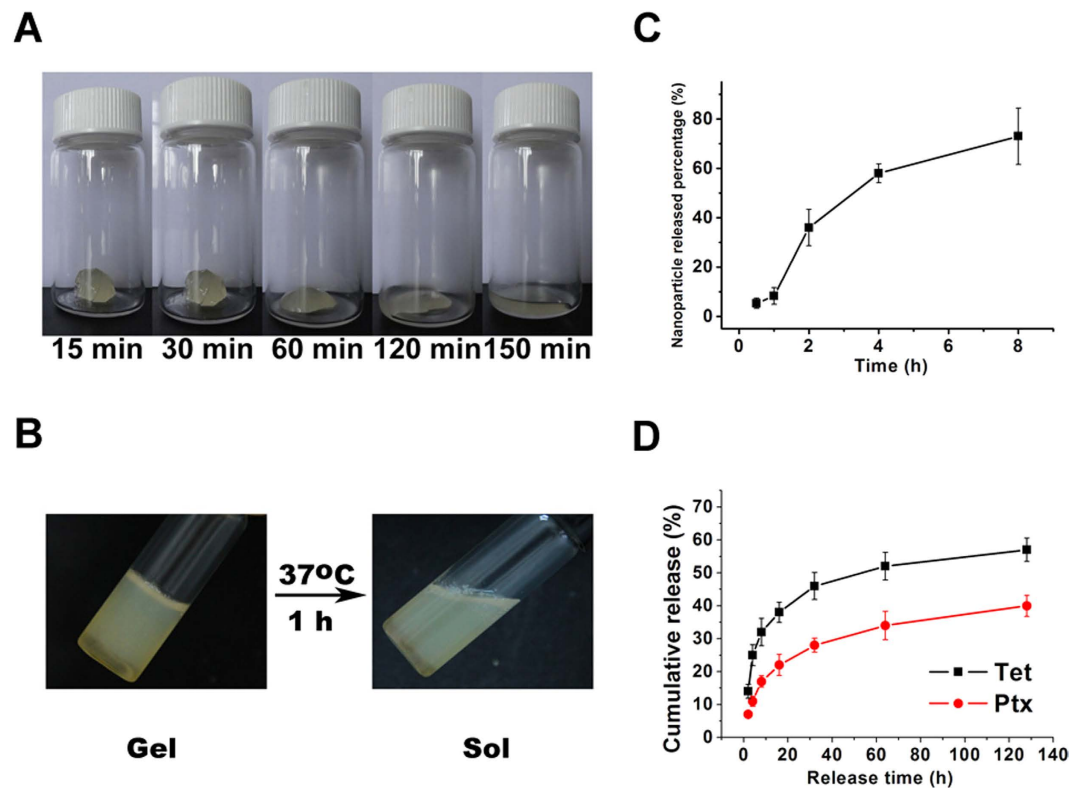 A
15 min 30 min 60 min 120 min 150 min
B
37ºC
1 h
Gel
Sol
C
Nanoparticle released percentage (%)
80
60
40
20
0
0 2 4 6 8
Time (h)
D
Cumulative release (%)
70
60
50
40
30
20
10
0
Tet
Ptx
0 20 40 60 80 100 120 140
Release time (h)